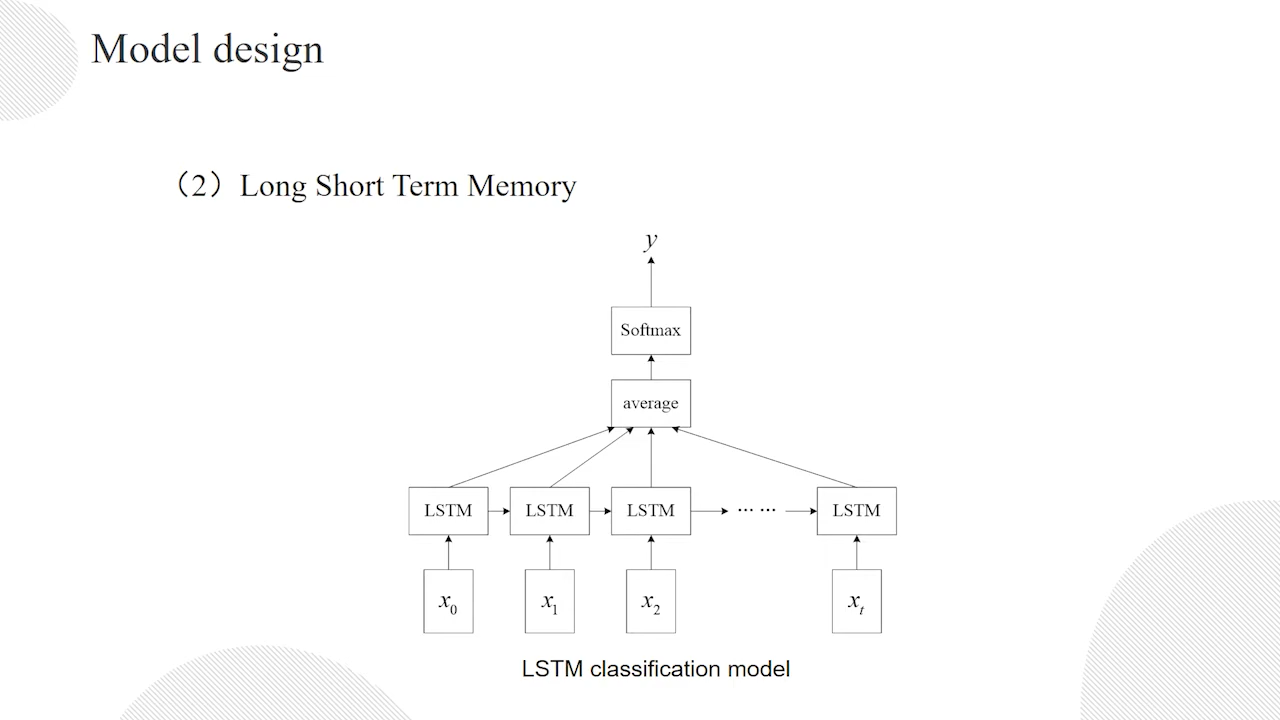 Model design
（2）Long Short Term Memory
y
Softmax
average
LSTM LSTM LSTM ··· ··· LSTM
x0 x1 x2 xt
LSTM classification model